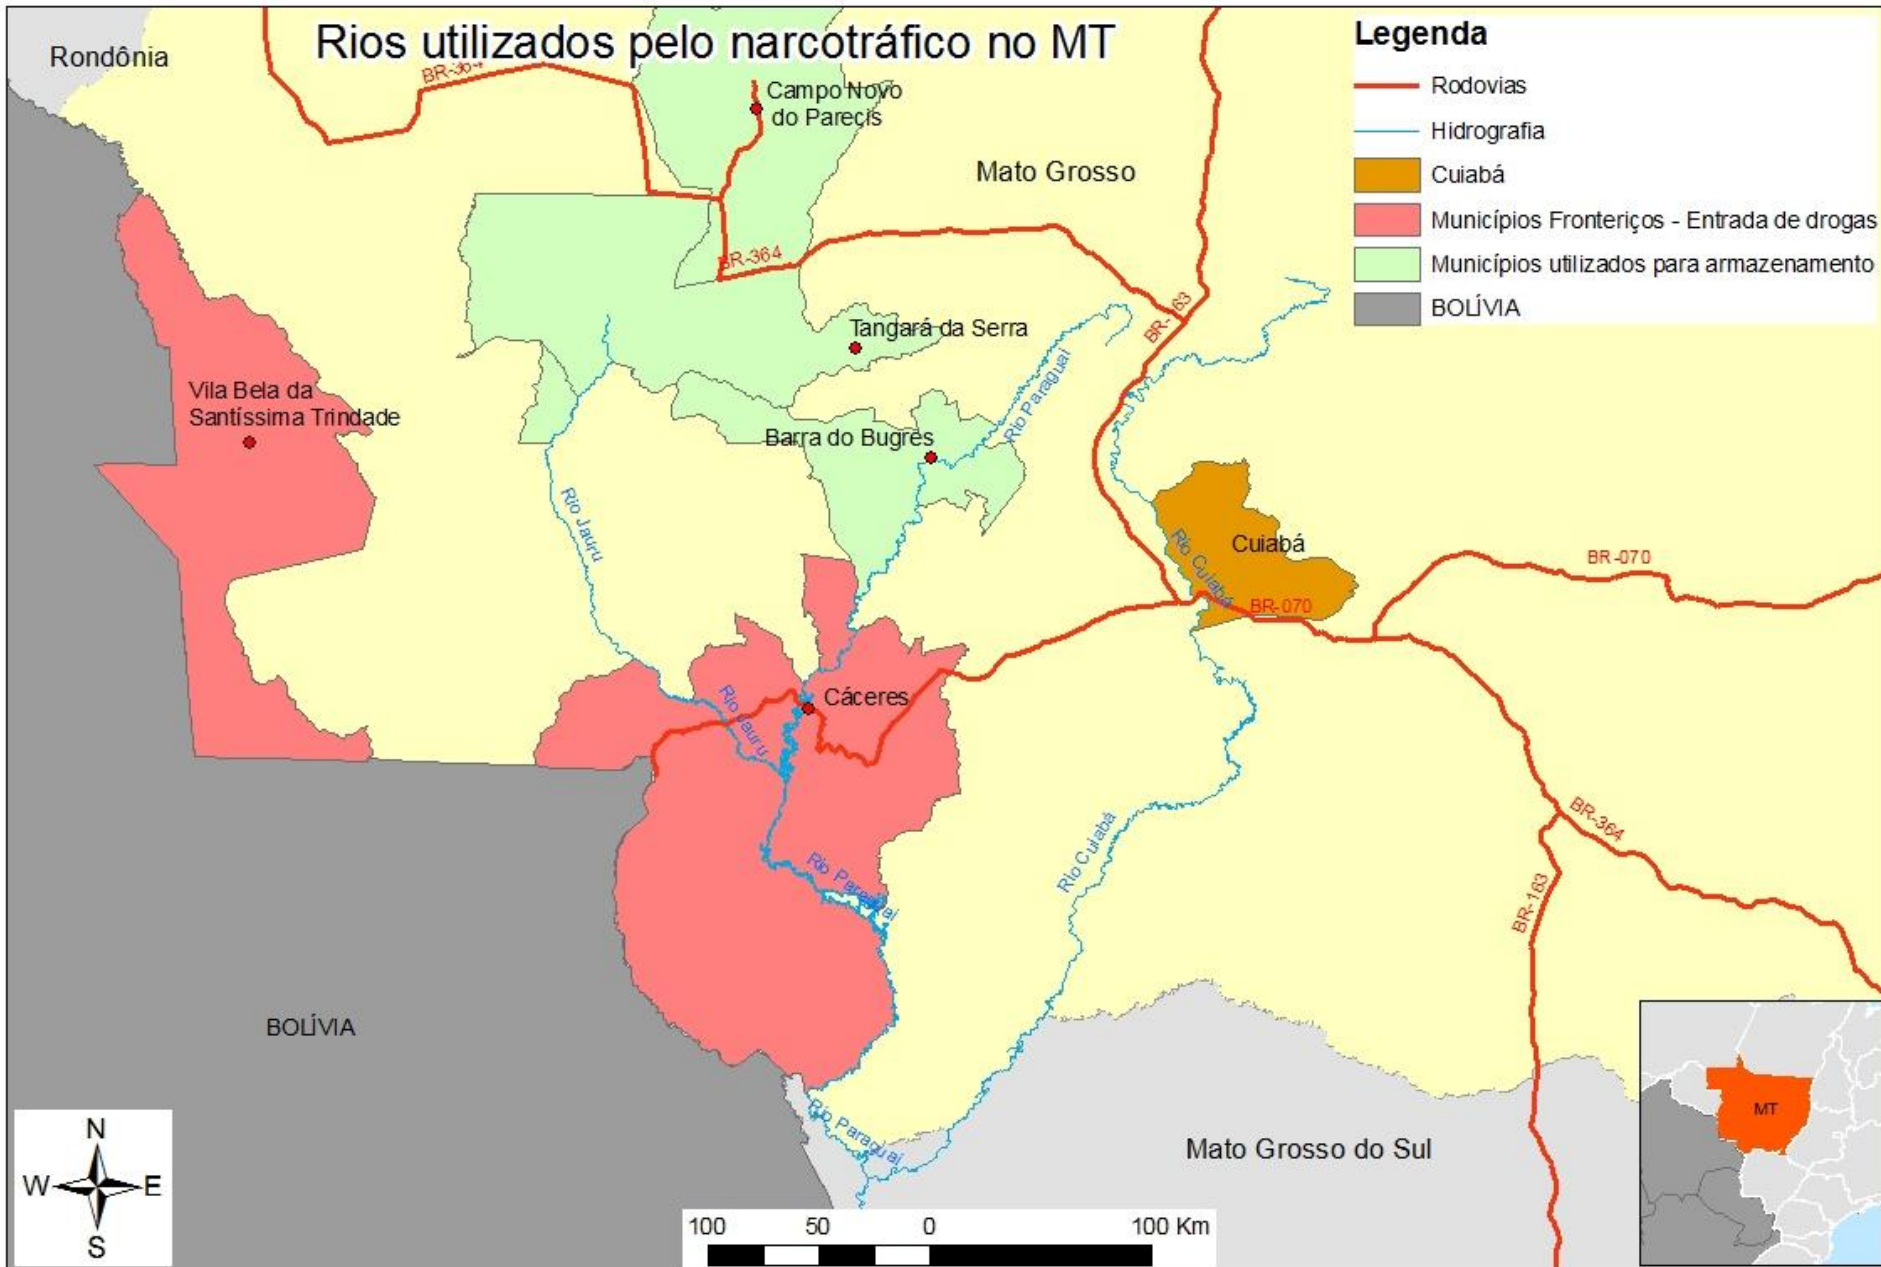 Rios utilizados pelo narcotráfico no MT
Rondônia
BR-364
Campo Novo
do Parecis
Mato Grosso
BR-364
BR-163
Tangará da Serra
Rio Paraguai
Vila Bela da
Santíssima Trindade
Barra do Bugres
Rio Jauru
Rio Cuiabá
Cuiabá
BR-070
BR-070
Cáceres
Rio Jauru
Rio Cuiabá
BR-364
BR-163
Rio Paraguai
BOLÍVIA
Rio Paraguai
Mato Grosso do Sul
Legenda
Rodovias
Hidrografia
Cuiabá
Municípios Fronteriços - Entrada de drogas
Municípios utilizados para armazenamento
BOLÍVIA
N
W E
S
100 50 0 100 Km
MT